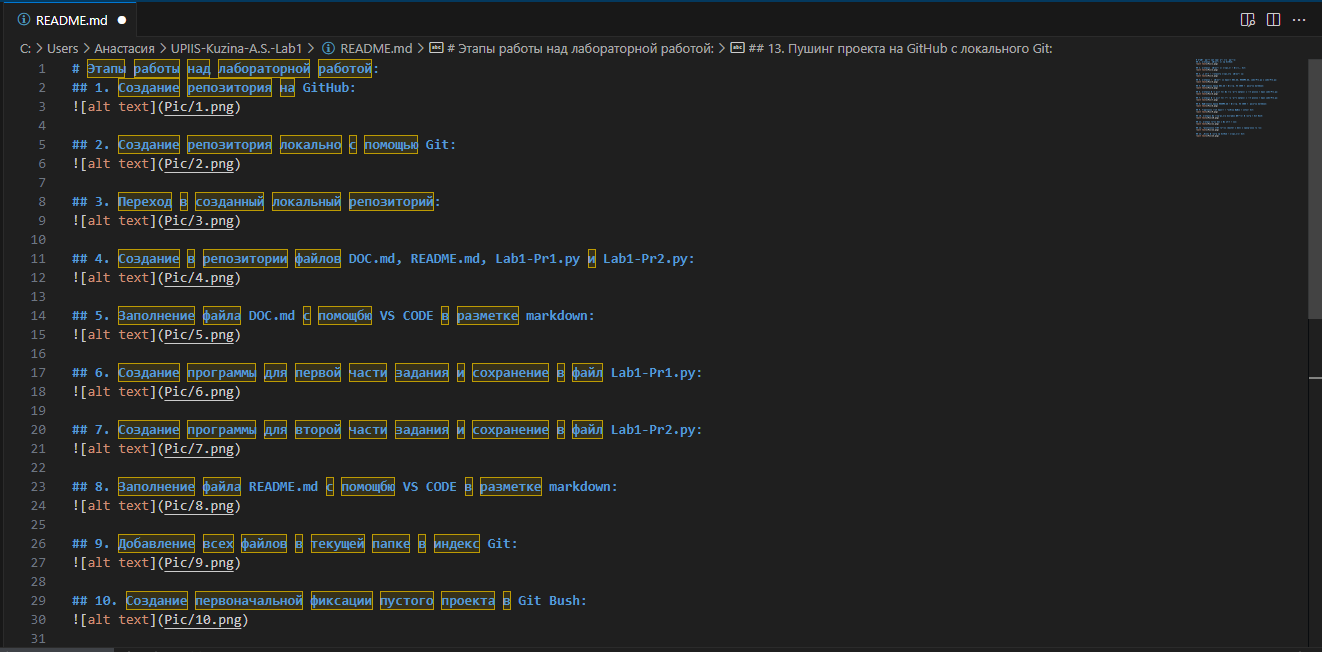 README.md
C: > Users > Анастасия > UPIIS-Kuzina-A.S.-Lab1 > README.md > # Этапы работы над лабораторной работой: > ## 13. Пушинг проекта на GitHub с локального Git:
1 # Этапы работы над лабораторной работой:
2 ## 1. Создание репозитория на GitHub:
3 ![alt text](Pic/1.png)
4
5 ## 2. Создание репозитория локально с помощью Git:
6 ![alt text](Pic/2.png)
7
8 ## 3. Переход в созданный локальный репозиторий:
9 ![alt text](Pic/3.png)
10
11 ## 4. Создание в репозитории файлов DOC.md, README.md, Lab1-Pr1.py и Lab1-Pr2.py:
12 ![alt text](Pic/4.png)
13
14 ## 5. Заполнение файла DOC.md с помощбю VS CODE в разметке markdown:
15 ![alt text](Pic/5.png)
16
17 ## 6. Создание программы для первой части задания и сохранение в файл Lab1-Pr1.py:
18 ![alt text](Pic/6.png)
19
20 ## 7. Создание программы для второй части задания и сохранение в файл Lab1-Pr2.py:
21 ![alt text](Pic/7.png)
22
23 ## 8. Заполнение файла README.md с помощбю VS CODE в разметке markdown:
24 ![alt text](Pic/8.png)
25
26 ## 9. Добавление всех файлов в текущей папке в индекс Git:
27 ![alt text](Pic/9.png)
28
29 ## 10. Создание первоначальной фиксации пустого проекта в Git Bush:
30 ![alt text](Pic/10.png)
31